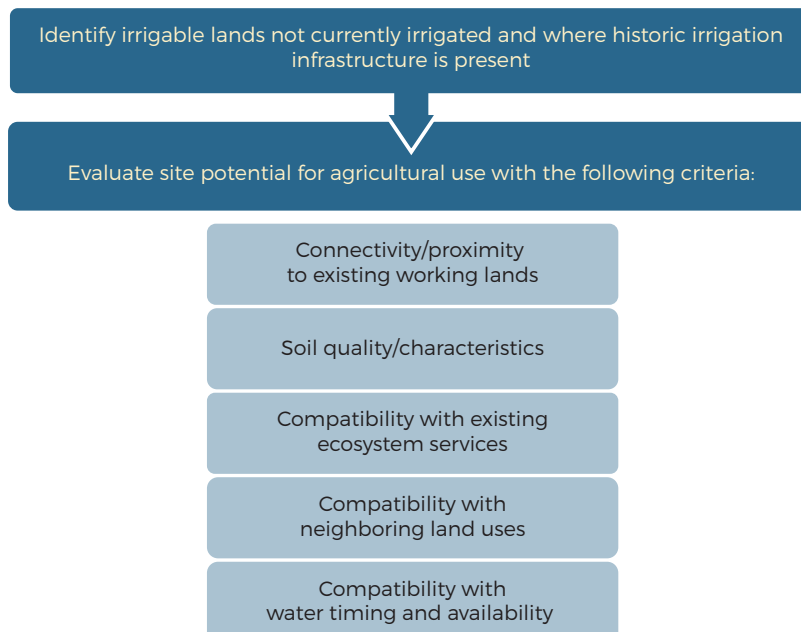 Identify irrigable lands not currently irrigated and where historic irrigation
infrastructure is present
Evaluate site potential for agricultural use with the following criteria:
Connectivity/proximity
to existing working lands
Soil quality/characteristics
Compatibility with existing
ecosystem services
Compatibility with
neighboring land uses
Compatibility with
water timing and availability